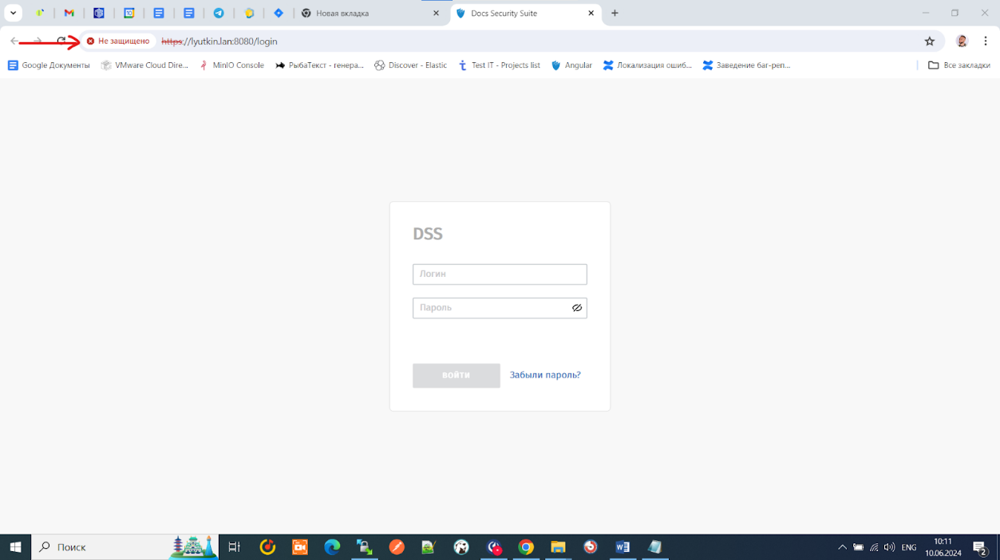 Новая вкладка
Docs Security Suite
Не защищено
https://lyutkin.lan:8080/login
Google Документы
VMware Cloud Dire...
MinIO Console
РыбаТекст - генера...
Discover - Elastic
Test IT - Projects list
Angular
Локализация ошиб...
Заведение баг-реп...
Все закладки
DSS
Логин
Пароль
ВОЙТИ
Забыли пароль?
Поиск
ENG
10:11
10.06.2024
2